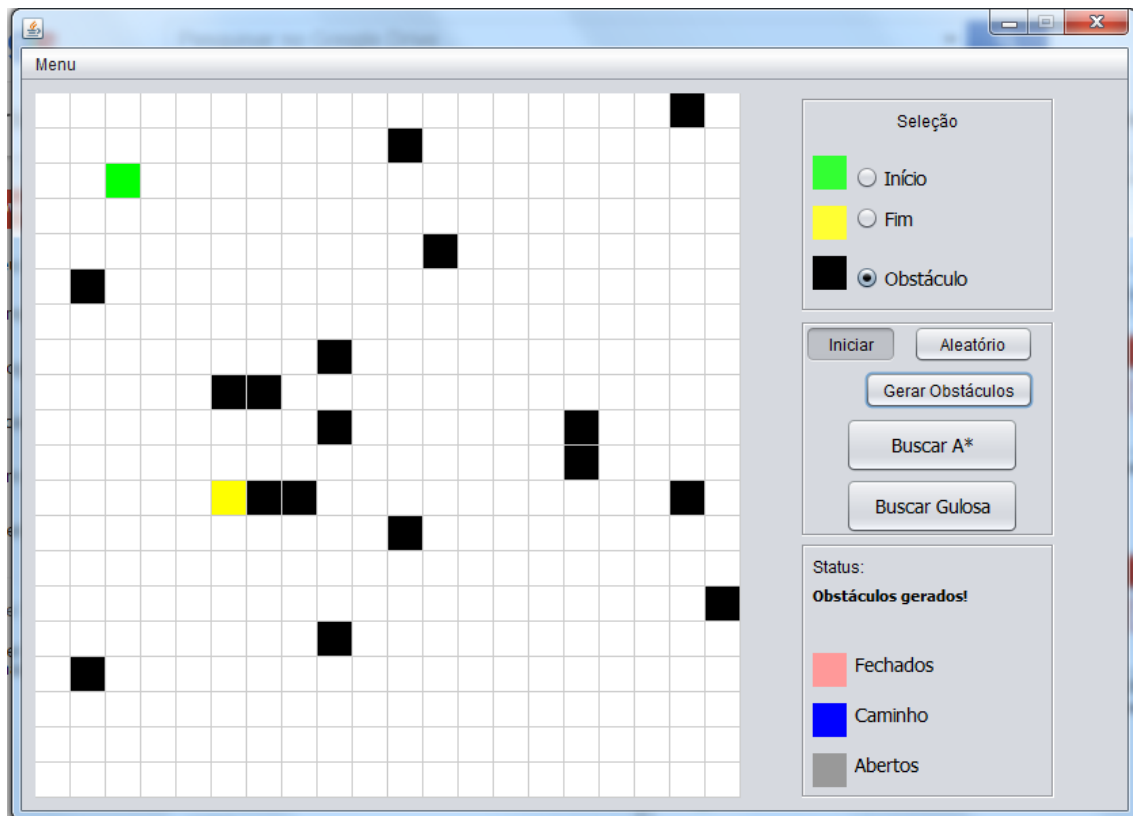 Menu
Seleção
Início
Fim
Obstáculo
Iniciar
Aleatório
Gerar Obstáculos
Buscar A*
Buscar Gulosa
Status:
Obstáculos gerados!
Fechados
Caminho
Abertos